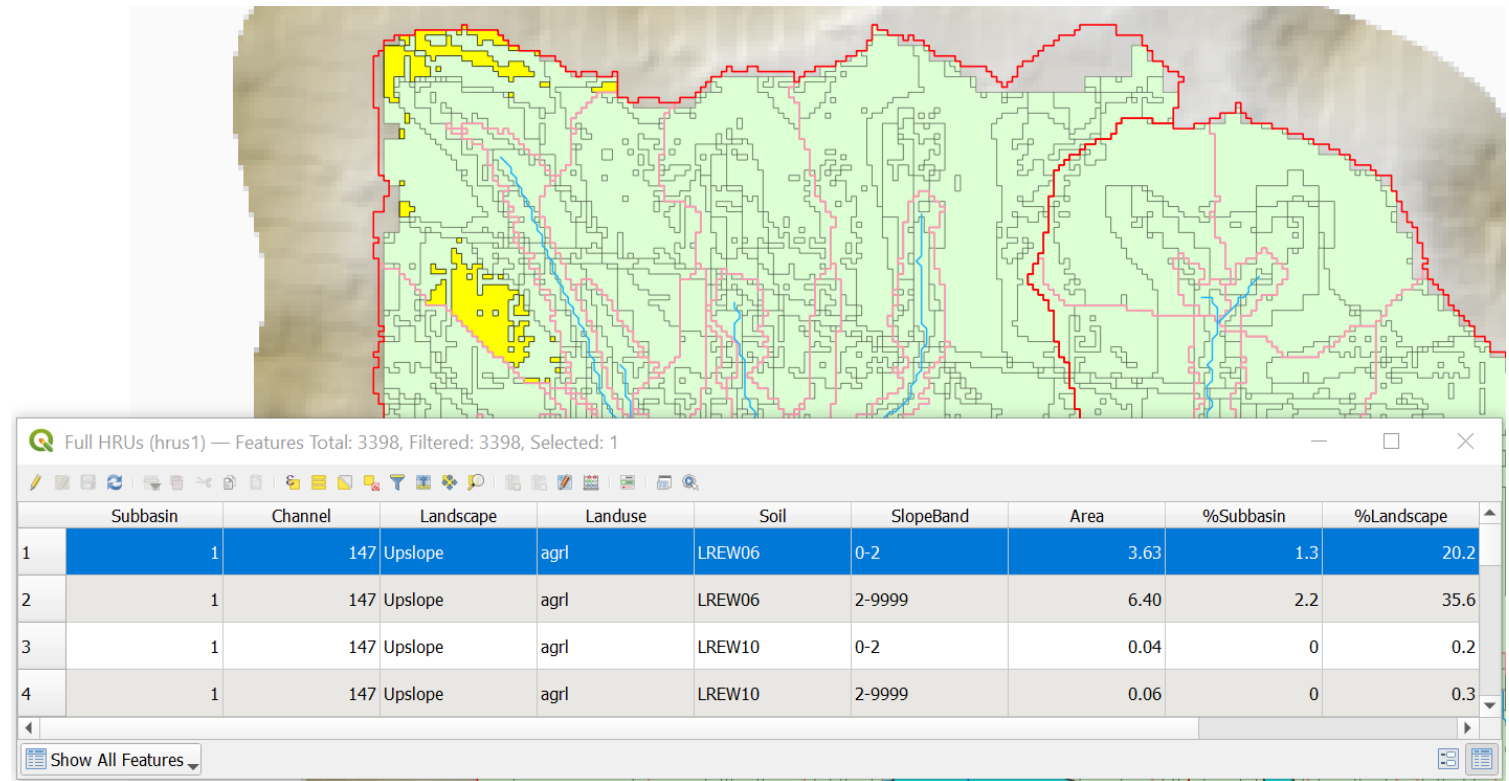 Full HRUs (hrus1) — Features Total: 3398, Filtered: 3398, Selected: 1
Subbasin Channel Landscape Landuse Soil SlopeBand Area %Subbasin %Landscape
1 1 147 Upslope agrl LREW06 0-2 3.63 1.3 20.2
2 1 147 Upslope agrl LREW06 2-9999 6.40 2.2 35.6
3 1 147 Upslope agrl LREW10 0-2 0.04 0 0.2
4 1 147 Upslope agrl LREW10 2-9999 0.06 0 0.3
Show All Features